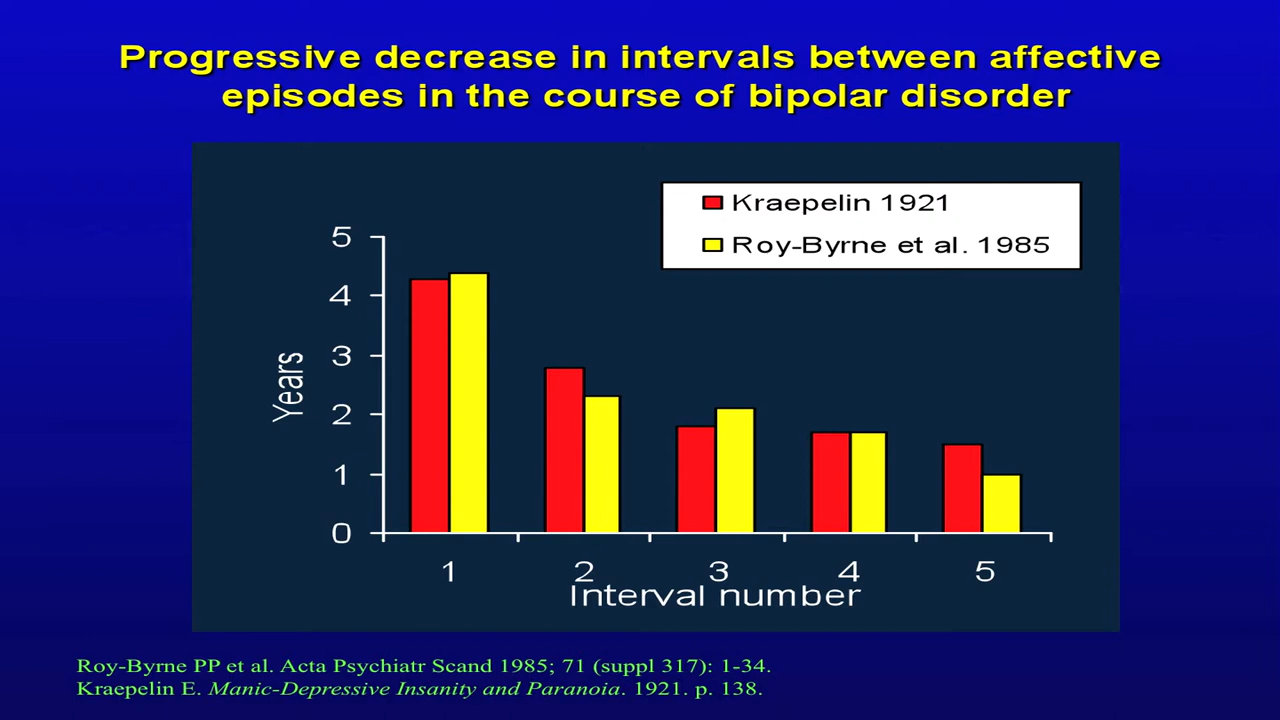 Progressive decrease in intervals between affective
episodes in the course of bipolar disorder
Kraepelin 1921
Roy-Byrne et al. 1985
Years
5
4
3
2
1
0
1 2 3 4 5
Interval number
Roy-Byrne PP et al. Acta Psychiatr Scand 1985; 71 (suppl 317): 1-34.
Kraepelin E. Manic-Depressive Insanity and Paranoia. 1921. p. 138.